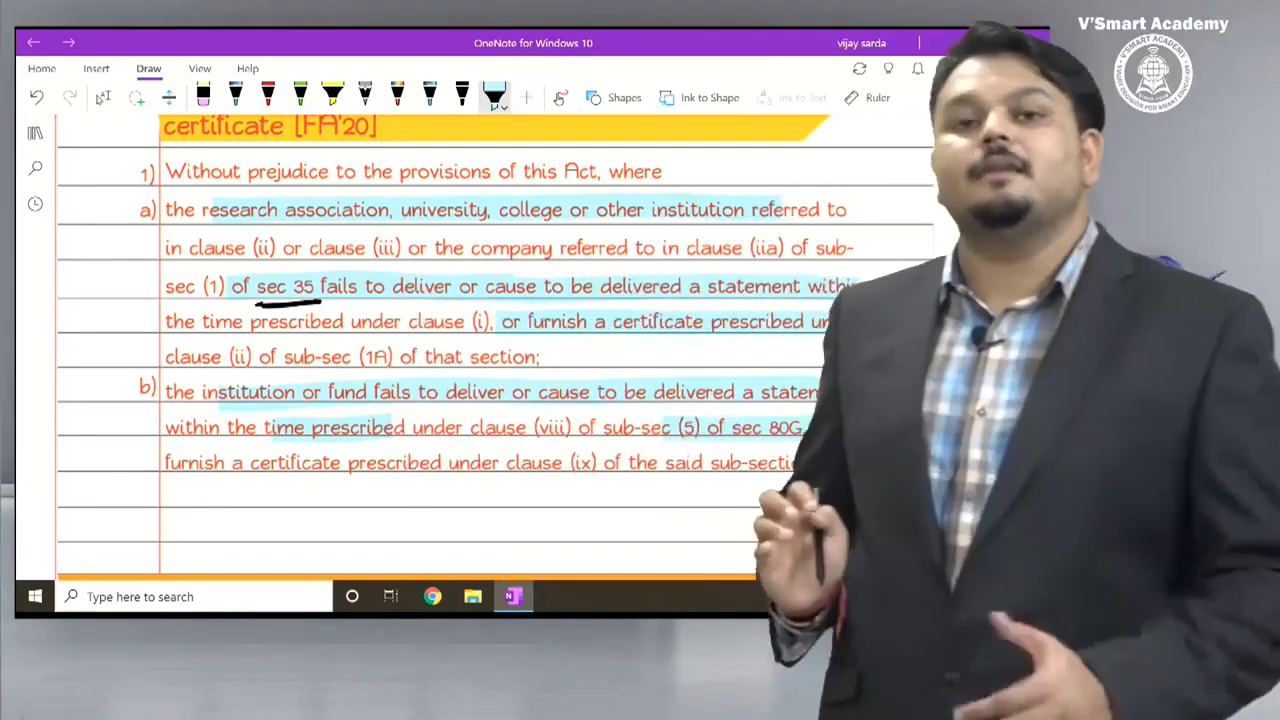 V'Smart Academy
OneNote for Windows 10
vijay sarda
Home Insert Draw View Help
Shapes Ink to Shape Ink to Text Ruler
certificate [FA'20]
1) Without prejudice to the provisions of this Act, where
a) the research association, university, college or other institution referred to
in clause (ii) or clause (iii) or the company referred to in clause (iia) of sub-
sec (1) of sec 35 fails to deliver or cause to be delivered a statement within
the time prescribed under clause (i), or furnish a certificate prescribed
clause (ii) of sub-sec (1A) of that section;
b) the institution or fund fails to deliver or cause to be delivered a
within the time prescribed under clause (viii) of sub-sec (5) of sec 80G
furnish a certificate prescribed under clause (ix) of the said
Type here to search